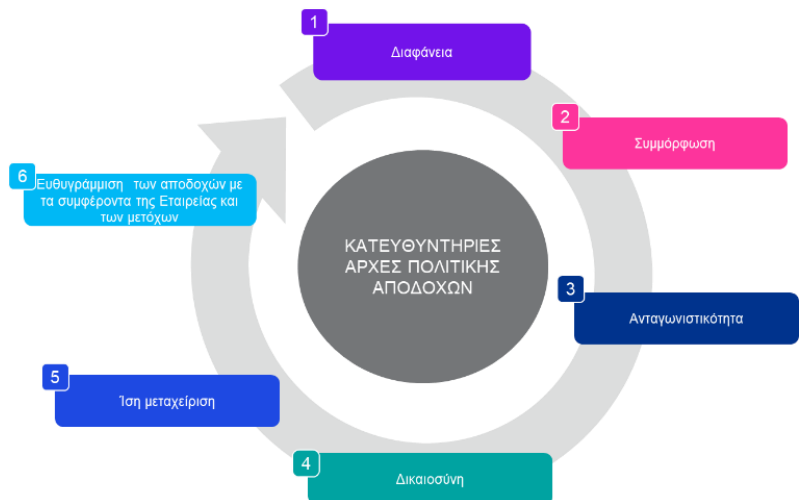 1
Διαφάνεια
2
Συμμόρφωση
3
Ανταγωνιστικότητα
4
Δικαιοσύνη
5
Ίση μεταχείριση
6
Ευθυγράμμιση των αποδοχών με
τα συμφέροντα της Εταιρείας και
των μετόχων
ΚΑΤΕΥΘΥΝΤΗΡΙΕΣ
ΑΡΧΕΣ ΠΟΛΙΤΙΚΗΣ
ΑΠΟΔΟΧΩΝ